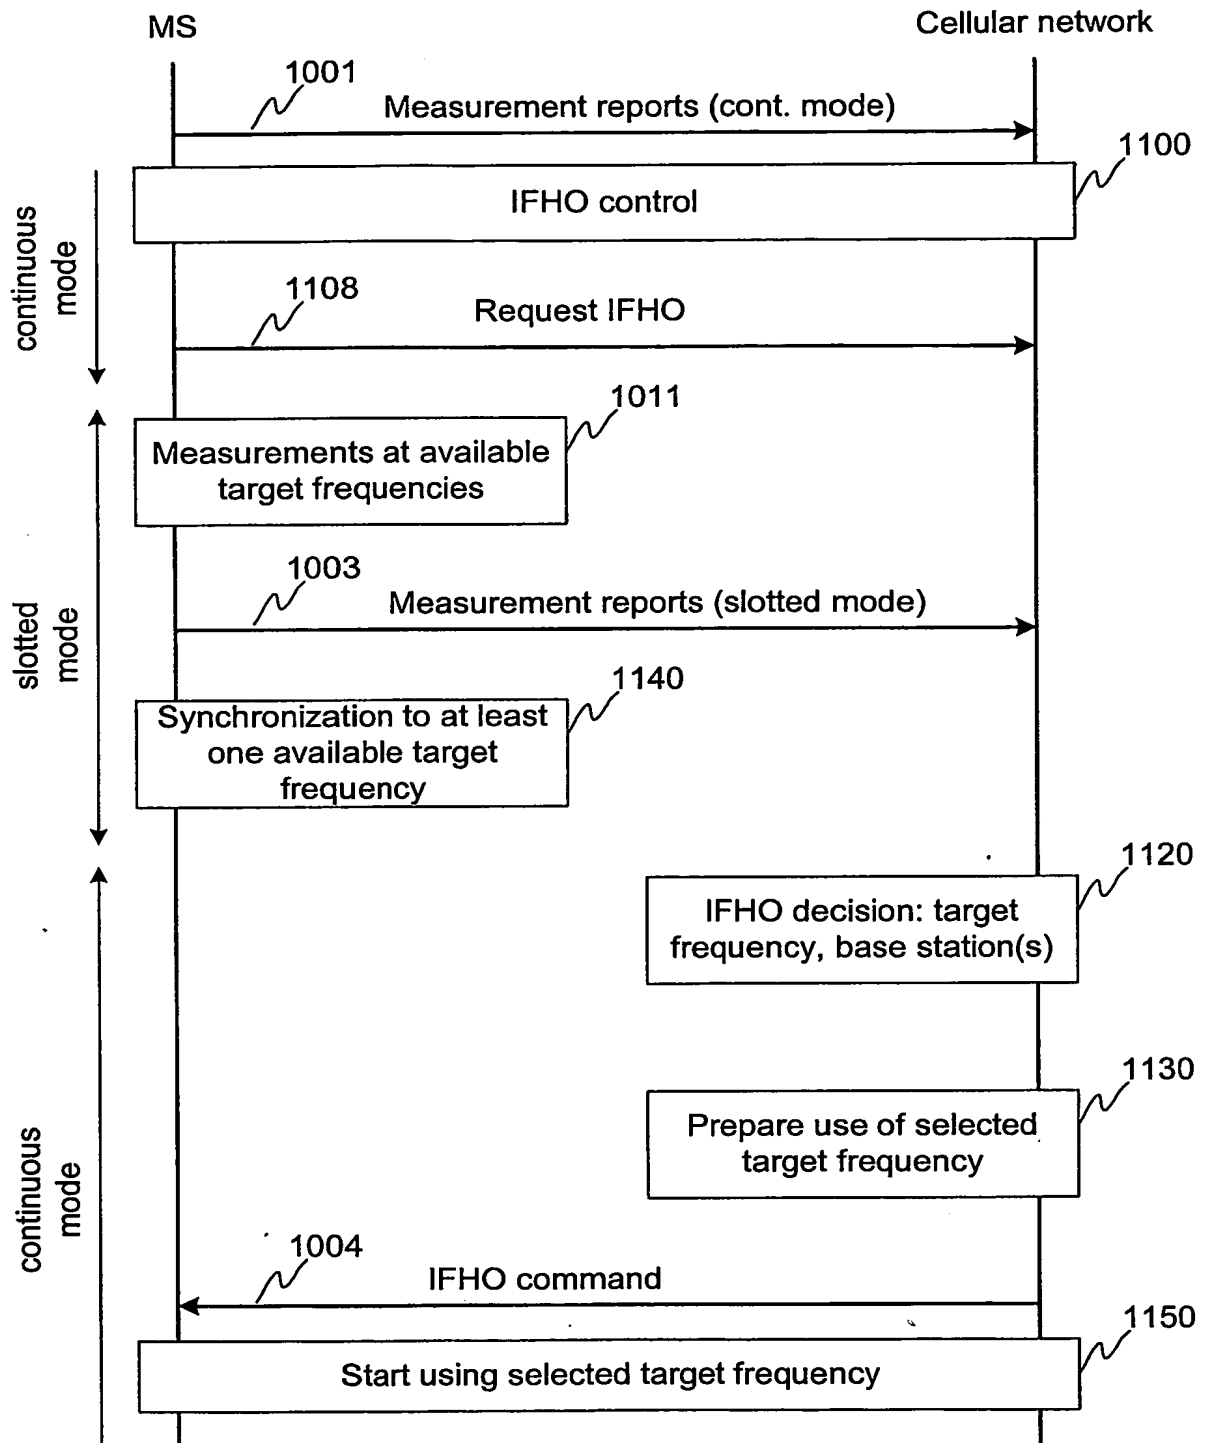 MS
Cellular network
1001
Measurement reports (cont. mode)
1100
IFHO control
continuous
mode
1108
Request IFHO
1011
Measurements at available
target frequencies
1003
Measurement reports (slotted mode)
slotted
mode
1140
Synchronization to at least
one available target
frequency
1120
IFHO decision: target
frequency, base station(s)
1130
Prepare use of selected
target frequency
continuous
mode
1004
IFHO command
1150
Start using selected target frequency